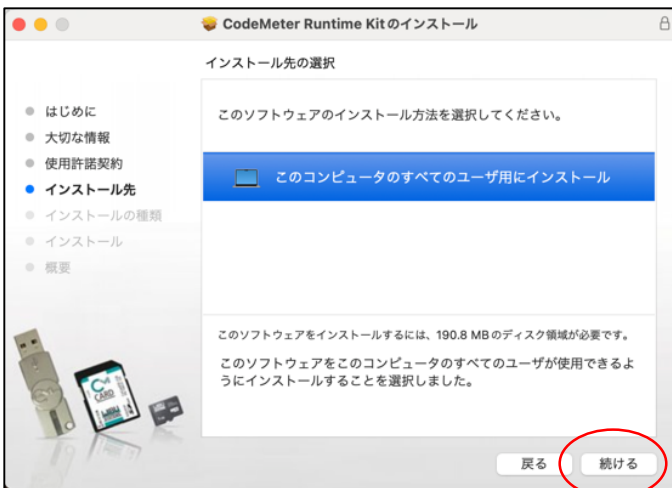 CodeMeter Runtime Kitのインストール
インストール先の選択
はじめに
大切な情報
使用許諾契約
インストール先
インストールの種類
インストール
概要
このソフトウェアのインストール方法を選択してください。
このコンピュータのすべてのユーザ用にインストール
このソフトウェアをインストールするには、190.8 MBのディスク領域が必要です。
このソフトウェアをこのコンピュータのすべてのユーザが使用できるよ
うにインストールすることを選択しました。
CARD
戻る
続ける